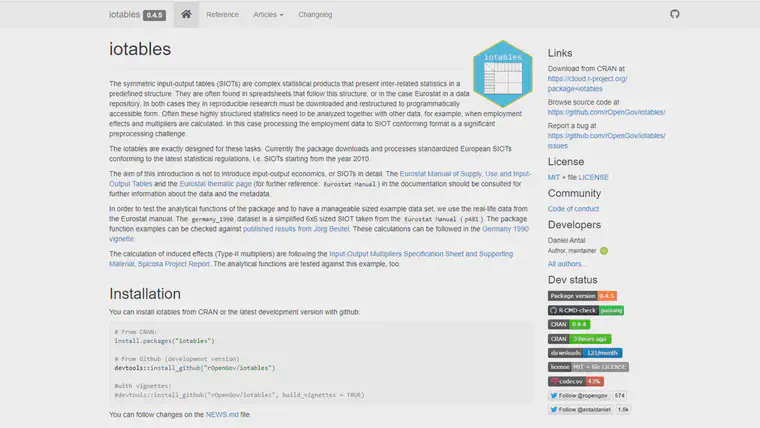 iotables 0.4.5 Reference Articles Changelog
iotables
iotables
The symmetric input-output tables (SIOTs) are complex statistical products that present inter-related statistics in a
predefined structure. They are often found in spreadsheets that follow this structure, or in the case Eurostat in a data
repository. In both cases they in reproducible research must be downloaded and restructured to programmatically
accessible form. Often these highly structured statistics need to be analyzed together with other data, for example, when employment
effects and multipliers are calculated. In this case processing the employment data to SIOT conforming format is a significant
preprocessing challenge.
The iotables are exactly designed for these tasks. Currently the package downloads and processes standardized European SIOTs
conforming to the latest statistical regulations, i.e. SIOTs starting from the year 2010.
The aim of this introduction is not to introduce input-output economics, or SIOTs in detail. The Eurostat Manual of Supply, Use and Input-
Output Tables and the Eurostat thematic page (for further reference: Eurostat Manual) in the documentation should be consulted for
further information about the data and the metadata.
In order to test the analytical functions of the package and to have a manageable sized example data set, we use the real-life data from
the Eurostat manual. The germany_1990 dataset is a simplified 6x6 sized SIOT taken from the Eurostat Manual (p481). The package
function examples can be checked against published results from Jörg Beutel. These calculations can be followed in the Germany 1990
vignette.
The calculation of induced effects (Type-II multipliers) are following the Input-Output Multipliers Specification Sheet and Supporting
Material, Spicosa Project Report. The analytical functions are tested against this example, too.
Installation
You can install iotables from CRAN or the latest development version with github:
# From CRAN:
install.packages("iotables")
# From Github (development version)
devtools::install_github("rOpenGov/iotables")
#with vignettes:
#devtools::install_github("rOpenGov/iotables", build_vignettes = TRUE)
You can follow changes on the NEWS.md file
Links
Download from CRAN at
https://cloud.r-project.org/
package=iotables
Browse source code at
https://github.com/rOpenGov/iotables/
Report a bug at
https://github.com/rOpenGov/iotables/
issues
License
MIT + file LICENSE
Community
Code of conduct
Developers
Daniel Antal
Author, maintainer
All authors...
Dev status
Package version 0.4.5
R-CMD-check passing
CRAN 0.4.4
CRAN 5 hours ago
downloads 121/month
license MIT + file LICENSE
codecov 43%
Follow @ropengov 574
Follow @antaldaniel 1.5k